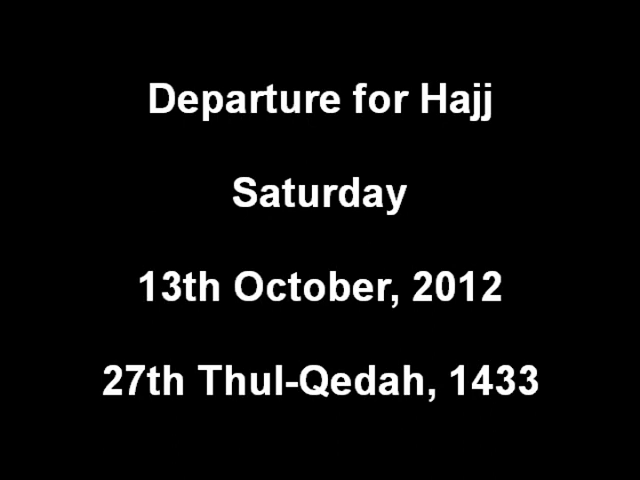 Departure for Hajj
Saturday
13th October, 2012
27th Thul-Qedah, 1433